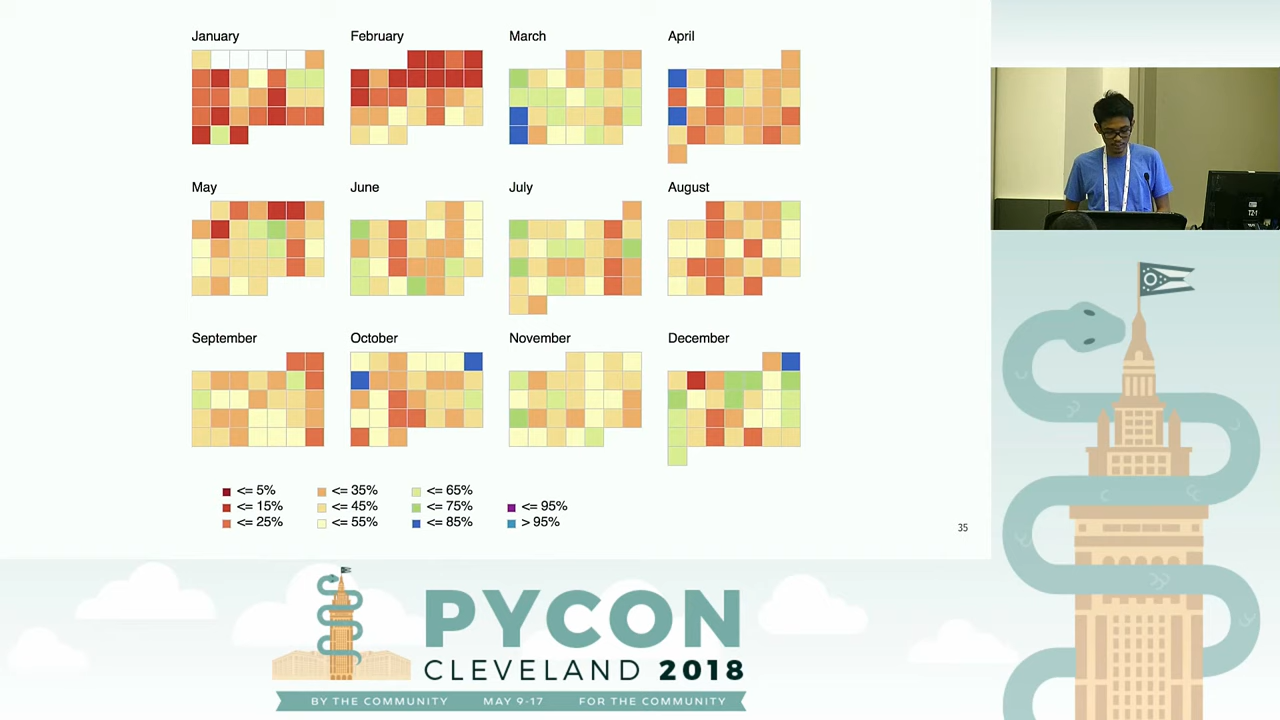 January February March April
May June July August
September October November December
<= 5% <= 35% <= 65%
<= 15% <= 45% <= 75% <= 95%
<= 25% <= 55% <= 85% > 95%
35
PYCON
CLEVELAND 2018
BY THE COMMUNITY MAY 9-17 FOR THE COMMUNITY